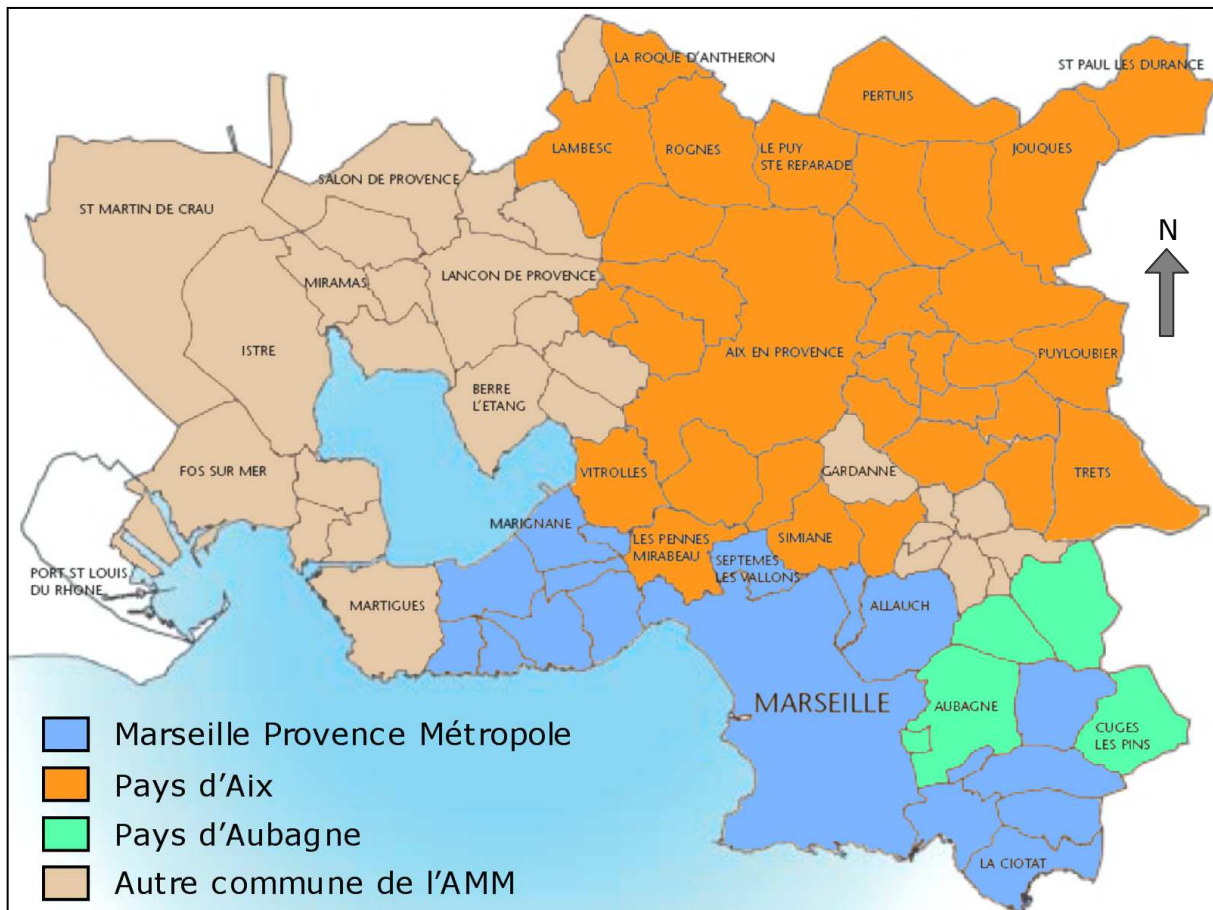 LA ROQUE D'ANTHERON
ST PAUL LES DURANCE
PERTUIS
LAMBESC
ROGNES
LE PUY
STE REPARADE
JOUQUES
SALON DE PROVENCE
ST MARTIN DE CRAU
N
MIRAMAS
LANCON DE PROVENCE
ISTRE
AIX EN PROVENCE
PUYLOUBIER
BERRE
L'ETANG
FOS SUR MER
VITROLLES
GARDANNE
TRETS
MARIGNANE
LES PENNES
MIRABEAU
SIMIANE
SEPTEMES
LES VALLONS
PORT ST LOUIS
DU RHONE
MARTIGUES
ALLAUCH
MARSEILLE
AUBAGNE
CUGES
LES PINS
LA CIOTAT
Marseille Provence Métropole
Pays d'Aix
Pays d'Aubagne
Autre commune de l'AMM